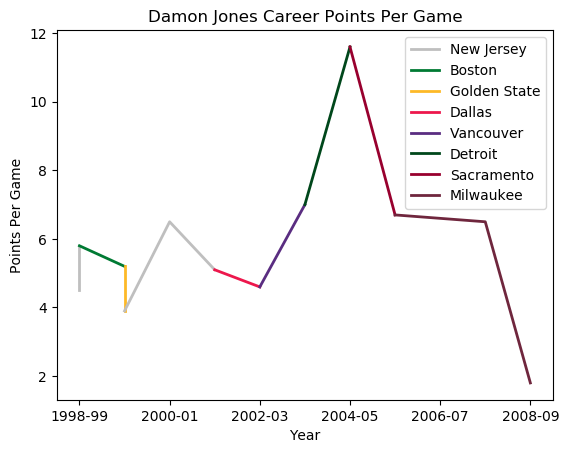 Damon Jones Career Points Per Game
12
10
8
6
4
2
Points Per Game
New Jersey
Boston
Golden State
Dallas
Vancouver
Detroit
Sacramento
Milwaukee
1998-99 2000-01 2002-03 2004-05 2006-07 2008-09
Year